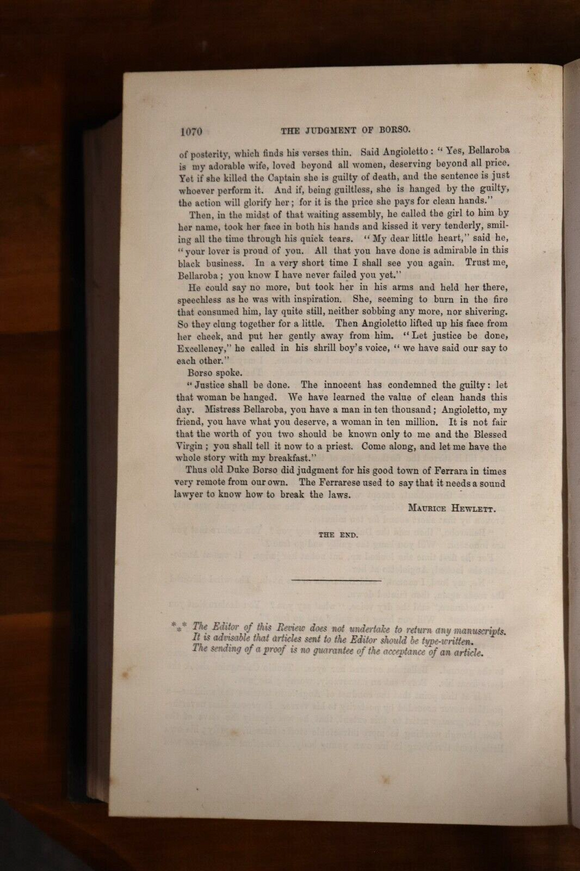 1070 THE JUDGMENT OF BORSO.
of posterity, which finds his verses thin. Said Angioletto: “ Yes, Bellaroba
is my adorable wife, loved beyond all women, deserving beyond all price.
Yet if she killed the Captain she is guilty of death, and the sentence is just
whoever perform it. And if, being guiltless, she is hanged by the guilty,
the action will glorify her; for it is the price she pays for clean hands.”
Then, in the midst of that waiting assembly, he called the girl to him by
her name, took her face in both his hands and kissed it very tenderly, smil-
ing all the time through his quick tears. “ My dear little heart,” said he,
“ your lover is proud of you. All that you have done is admirable in this
black business. In a very short time I shall see you again. Trust me,
Bellaroba; you know I have never failed you yet.”
He could say no more, but took her in his arms and held her there,
speechless as he was with inspiration. She, seeming to burn in the fire
that consumed him, lay quite still, neither sobbing any more, nor shivering.
So they clung together for a little. Then Angioletto lifted up his face from
her cheek, and put her gently away from him. “ Let justice be done,
Excellency,” he called in his shrill boy's voice, “ we have said our say to
each other.”
Borso spoke.
“ Justice shall be done. The innocent has condemned the guilty: let
that woman be hanged. We have learned the value of clean hands this
day. Mistress Bellaroba, you have a man in ten thousand; Angioletto, my
friend, you have what you deserve, a woman in ten million. It is not fair
that the worth of you two should be known only to me and the Blessed
Virgin; you shall tell it now to a priest. Come along, and let me have the
whole story with my breakfast.”
Thus old Duke Borso did judgment for his good town of Ferrara in times
very remote from our own. The Ferrarese used to say that it needs a sound
lawyer to know how to break the laws.
MAURICE HEWLETT.
THE END.
*** The Editor of this Review does not undertake to return any manuscripts.
It is advisable that articles sent to the Editor should be type-written.
The sending of a proof is no guarantee of the acceptance of an article.